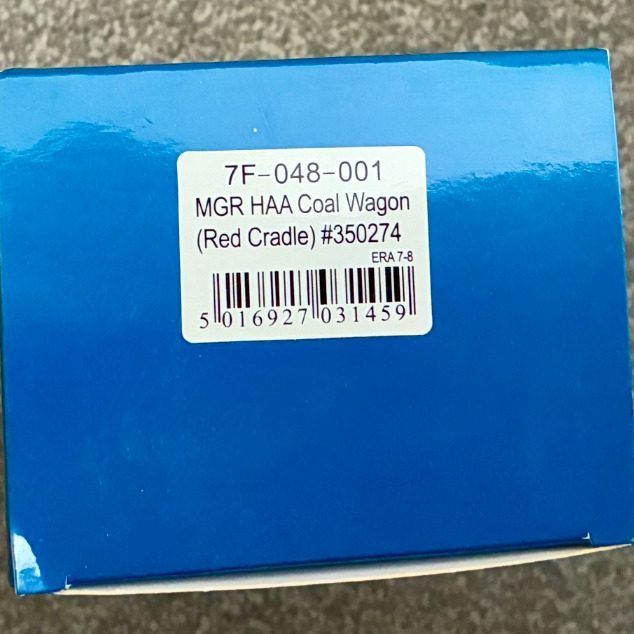 7F-048-001
MGR HAA Coal Wagon
(Red Cradle) #350274
ERA 7-8
5 016927 031459